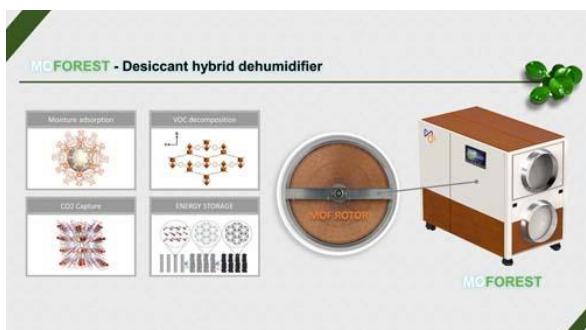 MOFOREST - Desiccant hybrid dehumidifier
Moisture adsorption
VOC decomposition
CO2 Capture
ENERGY STORAGE
MOF ROTOR
MOFOREST